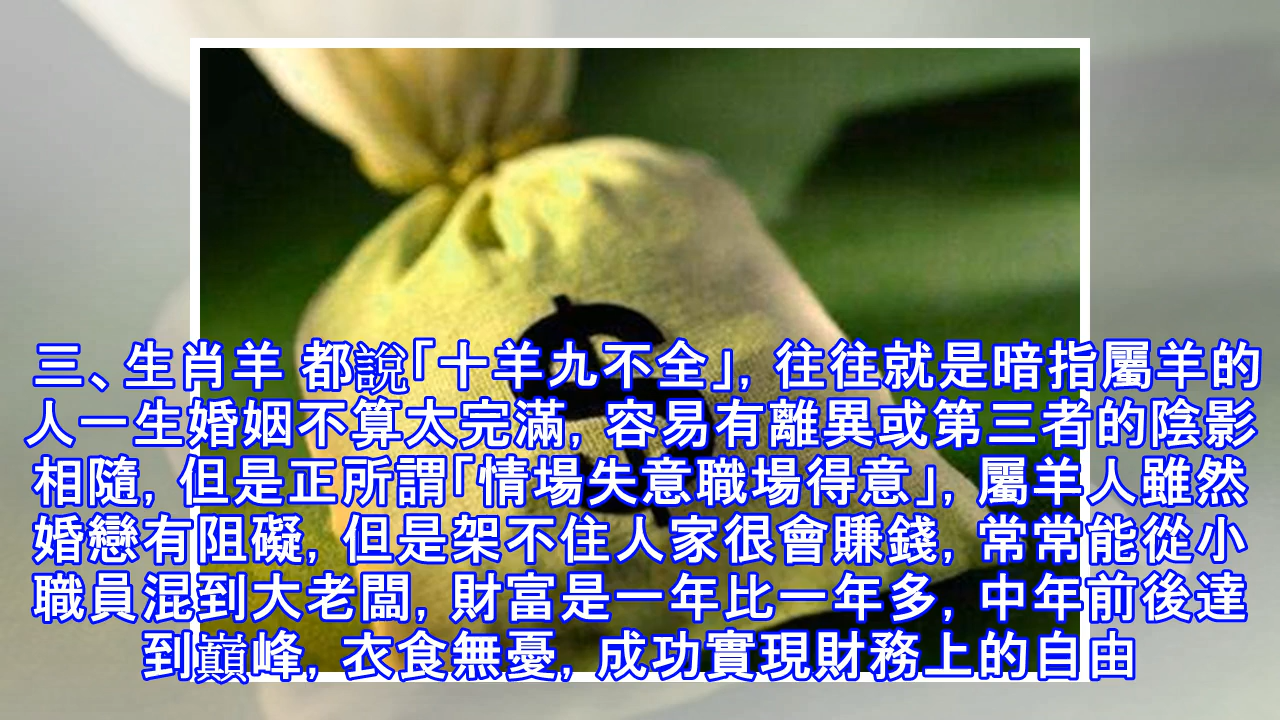 三、生肖羊 都說「十羊九不全」, 往往就是暗指屬羊的
人一生婚姻不算太完滿, 容易有離異或第三者的陰影
相隨, 但是正所謂「情場失意職場得意」, 屬羊人雖然
婚戀有阻礙, 但是架不住人家很會賺錢, 常常能從小
職員混到大老闆, 財富是一年比一年多, 中年前後達
到巔峰, 衣食無憂, 成功實現財務上的自由